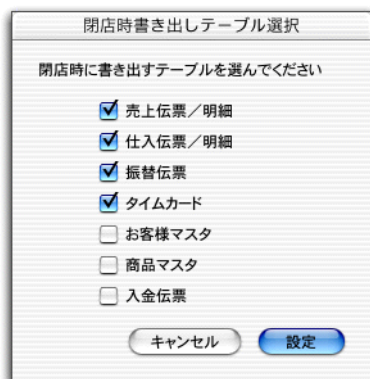 閉店時書き出しテーブル選択
閉店時に書き出すテーブルを選んでください
売上伝票／明細
仕入伝票／明細
振替伝票
タイムカード
お客様マスタ
商品マスタ
入金伝票
キャンセル 設定